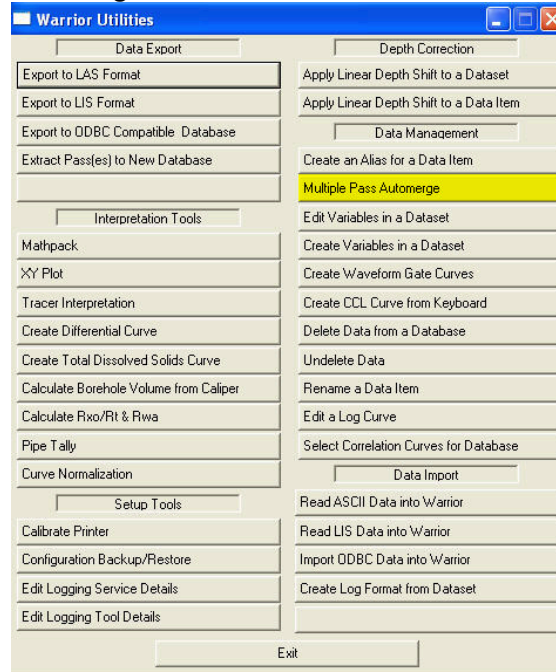 Warrior Utilities
Data Export
Export to LAS Format
Export to LIS Format
Export to ODBC Compatible Database
Extract Pass(es) to New Database
Interpretation Tools
Mathpack
XY Plot
Tracer Interpretation
Create Differential Curve
Create Total Dissolved Solids Curve
Calculate Borehole Volume from Caliper
Calculate Rxo/Rt & Rwa
Pipe Tally
Curve Normalization
Setup Tools
Calibrate Printer
Configuration Backup/Restore
Edit Logging Service Details
Edit Logging Tool Details
Depth Correction
Apply Linear Depth Shift to a Dataset
Apply Linear Depth Shift to a Data Item
Data Management
Create an Alias for a Data Item
Multiple Pass Automerge
Edit Variables in a Dataset
Create Variables in a Dataset
Create Waveform Gate Curves
Create CCL Curve from Keyboard
Delete Data from a Database
Undelete Data
Rename a Data Item
Edit a Log Curve
Select Correlation Curves for Database
Data Import
Read ASCII Data into Warrior
Read LIS Data into Warrior
Import ODBC Data into Warrior
Create Log Format from Dataset
Exit